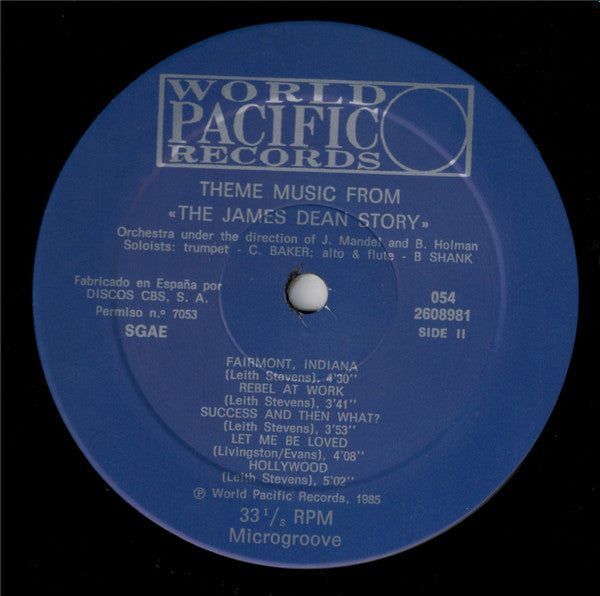 WORLD
PACIFIC
RECORDS
THEME MUSIC FROM
«THE JAMES DEAN STORY»
Orchestra under the direction of J. Mandel and B. Holman
Soloists: trumpet - C. BAKER; alto & flute - B SHANK
Fabricado en España por
DISCOS CBS, S. A.
Permiso n.º 7053
SGAE
054
2608981
SIDE II
FAIRMONT, INDIANA
(Leith Stevens), 4'30''
REBEL AT WORK
(Leith Stevens), 3'41''
SUCCESS AND THEN WHAT?
(Leith Stevens), 3'53''
LET ME BE LOVED
(Livingston/Evans), 4'08''
HOLLYWOOD
(Leith Stevens), 5'02''
℗ World Pacific Records, 1985
33 1/3 RPM
Microgroove